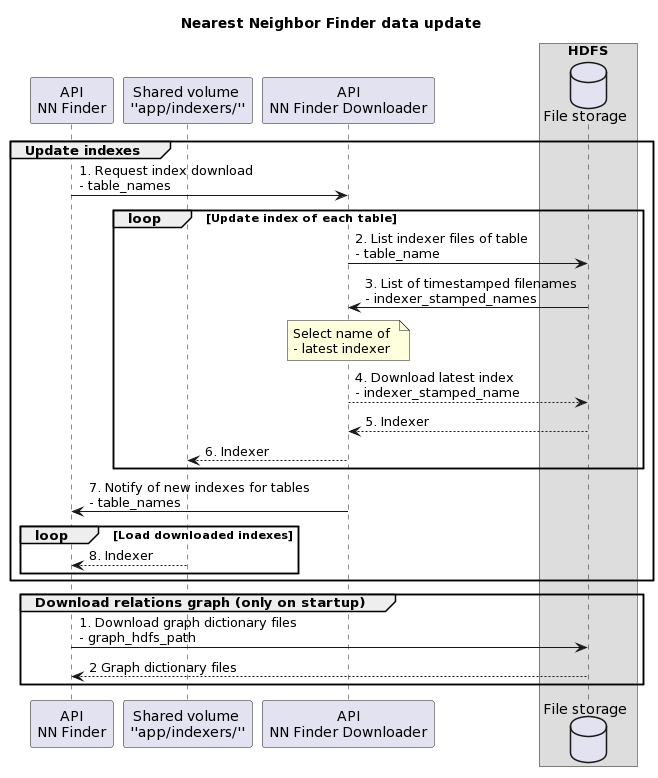 Nearest Neighbor Finder data update
HDFS
API
NN Finder
Shared volume
''app/indexers/''
API
NN Finder Downloader
File storage
Update indexes
1. Request index download
- table_names
loop [Update index of each table]
2. List indexer files of table
- table_name
3. List of timestamped filenames
- indexer_stamped_names
Select name of
- latest indexer
4. Download latest index
- indexer_stamped_name
5. Indexer
6. Indexer
7. Notify of new indexes for tables
- table_names
loop [Load downloaded indexes]
8. Indexer
Download relations graph (only on startup)
1. Download graph dictionary files
- graph_hdfs_path
2 Graph dictionary files
API
NN Finder
Shared volume
''app/indexers/''
API
NN Finder Downloader
File storage